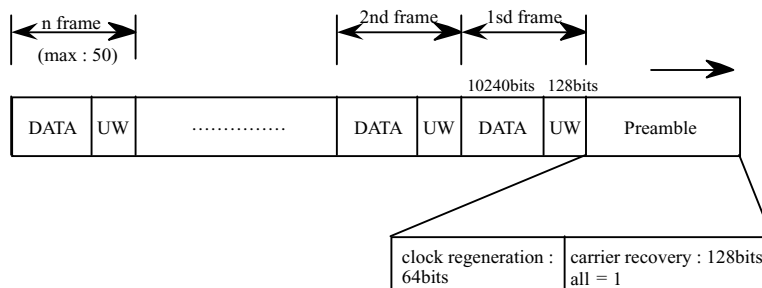 n frame
(max : 50)
2nd frame
1sd frame
10240bits
128bits
DATA
UW
...............
DATA
UW
DATA
UW
Preamble
clock regeneration :
64bits
carrier recovery : 128bits
all = 1